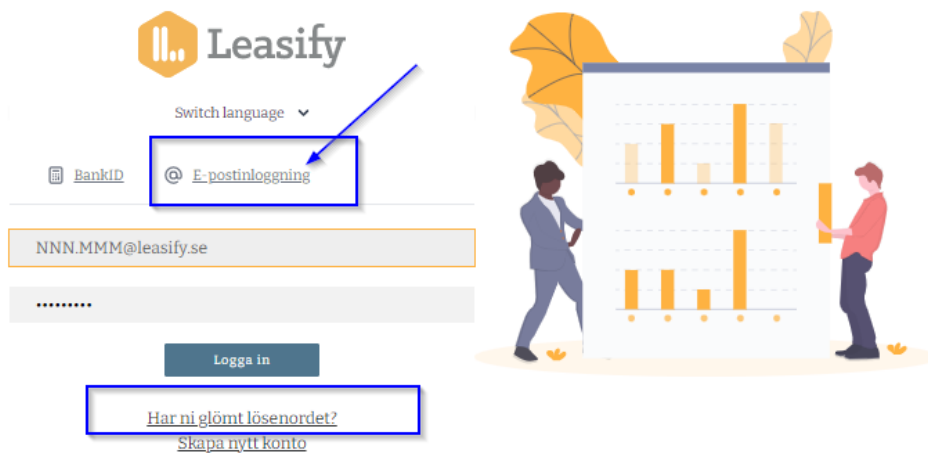 Leasify
Switch language
BankID
E-postinloggning
NNN.MMM@leasify.se
•••••••••
Logga in
Har ni glömt lösenordet?
Skapa nytt konto